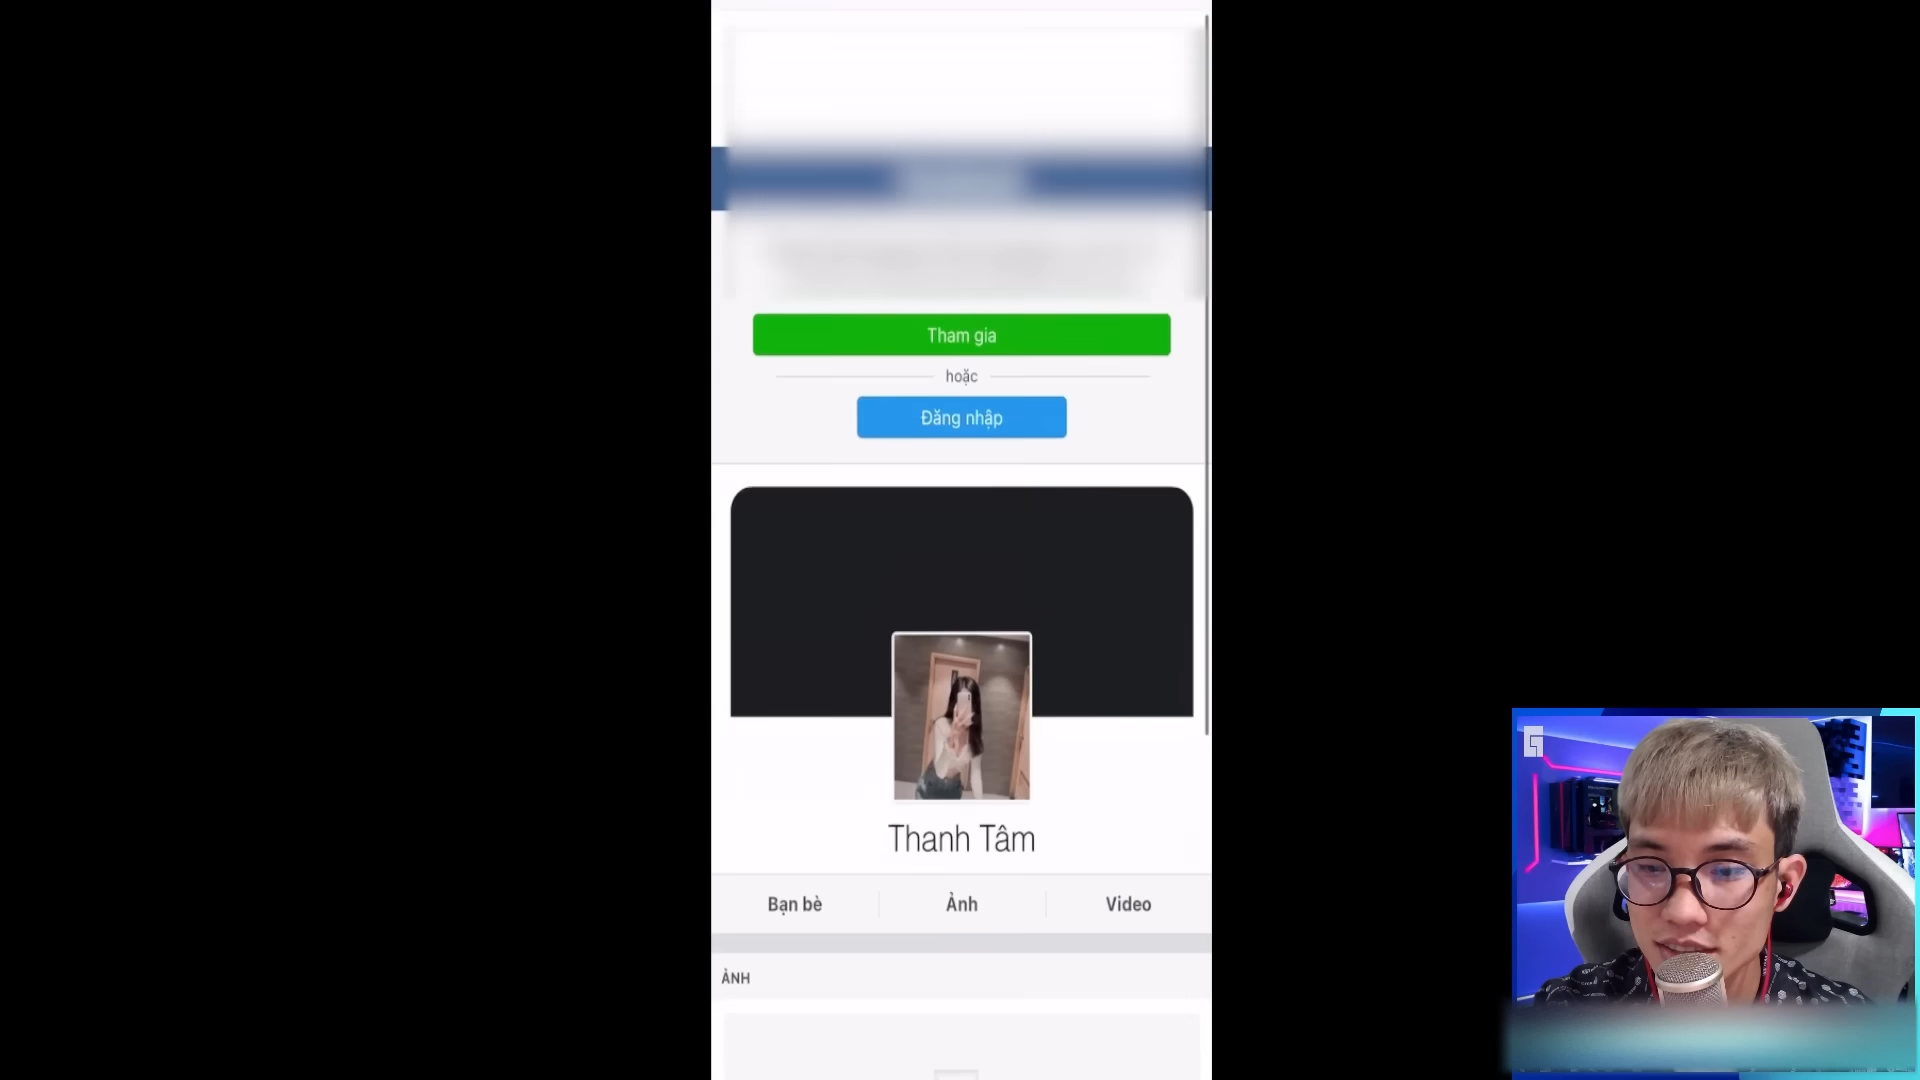 Tham gia
hoặc
Đăng nhập
Thanh Tâm
Bạn bè
Ảnh
Video
ẢNH